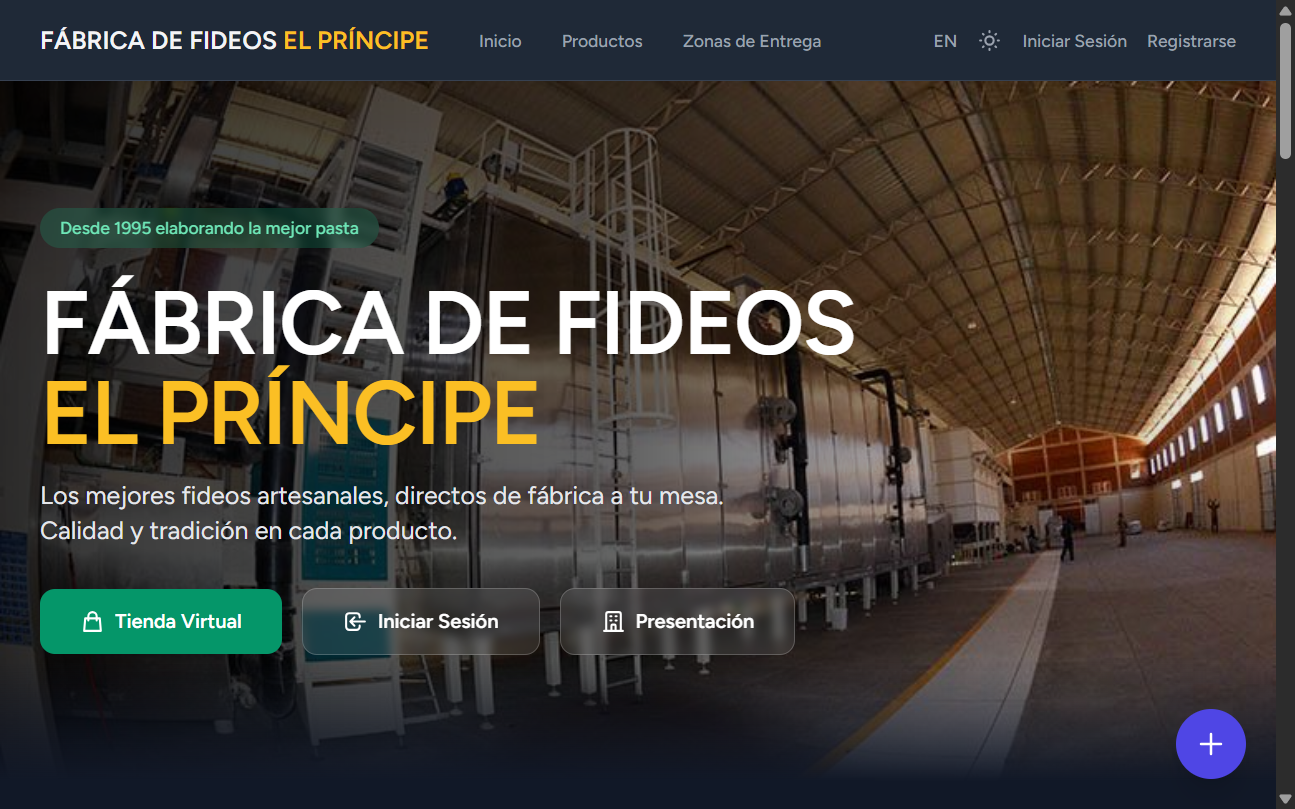 FÁBRICA DE FIDEOS EL PRÍNCIPE
Inicio
Productos
Zonas de Entrega
EN
Iniciar Sesión
Registrarse
Desde 1995 elaborando la mejor pasta
FÁBRICA DE FIDEOS
EL PRÍNCIPE
Los mejores fideos artesanales, directos de fábrica a tu mesa.
Calidad y tradición en cada producto.
Tienda Virtual
Iniciar Sesión
Presentación